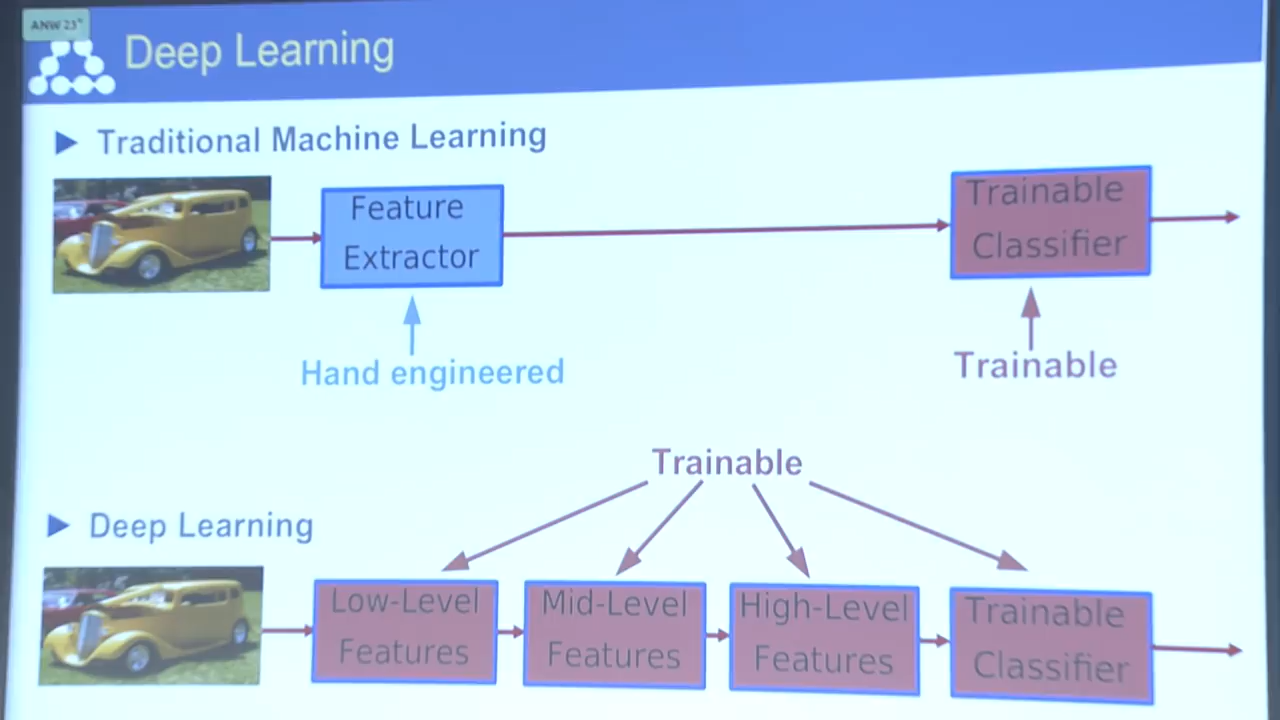 ANW 23"
Deep Learning
Traditional Machine Learning
Feature
Extractor
Trainable
Classifier
Hand engineered
Trainable
Trainable
Deep Learning
Low-Level
Features
Mid-Level
Features
High-Level
Features
Trainable
Classifier